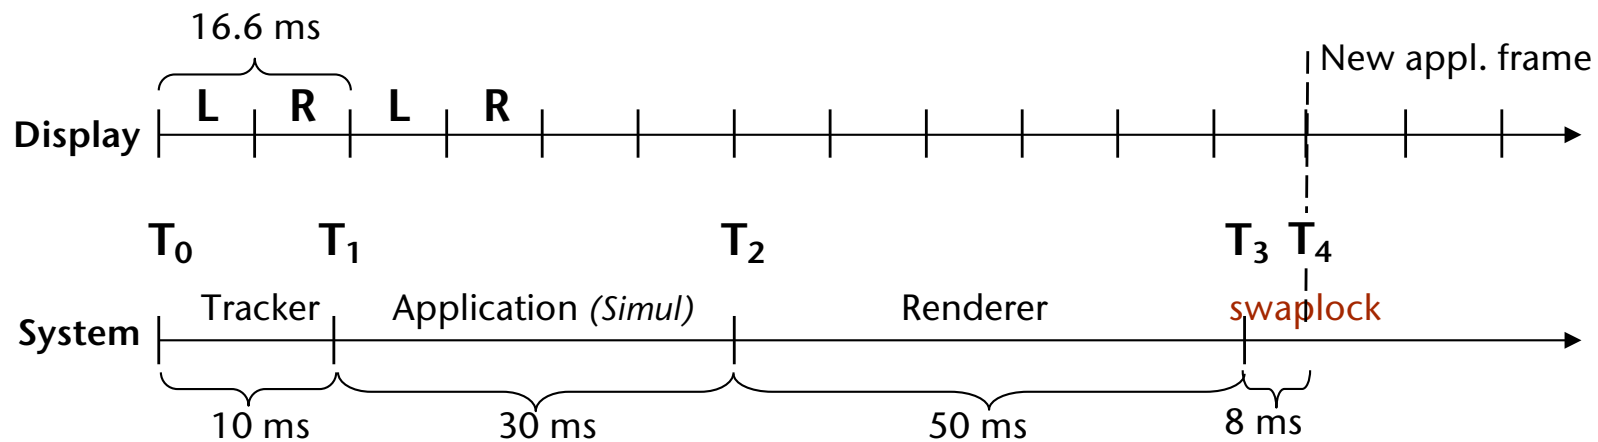 16.6 ms
New appl. frame
L R L R
Display
T0 T1 T2 T3 T4
Tracker Application (Simul) Renderer swaplock
System
10 ms 30 ms 50 ms 8 ms